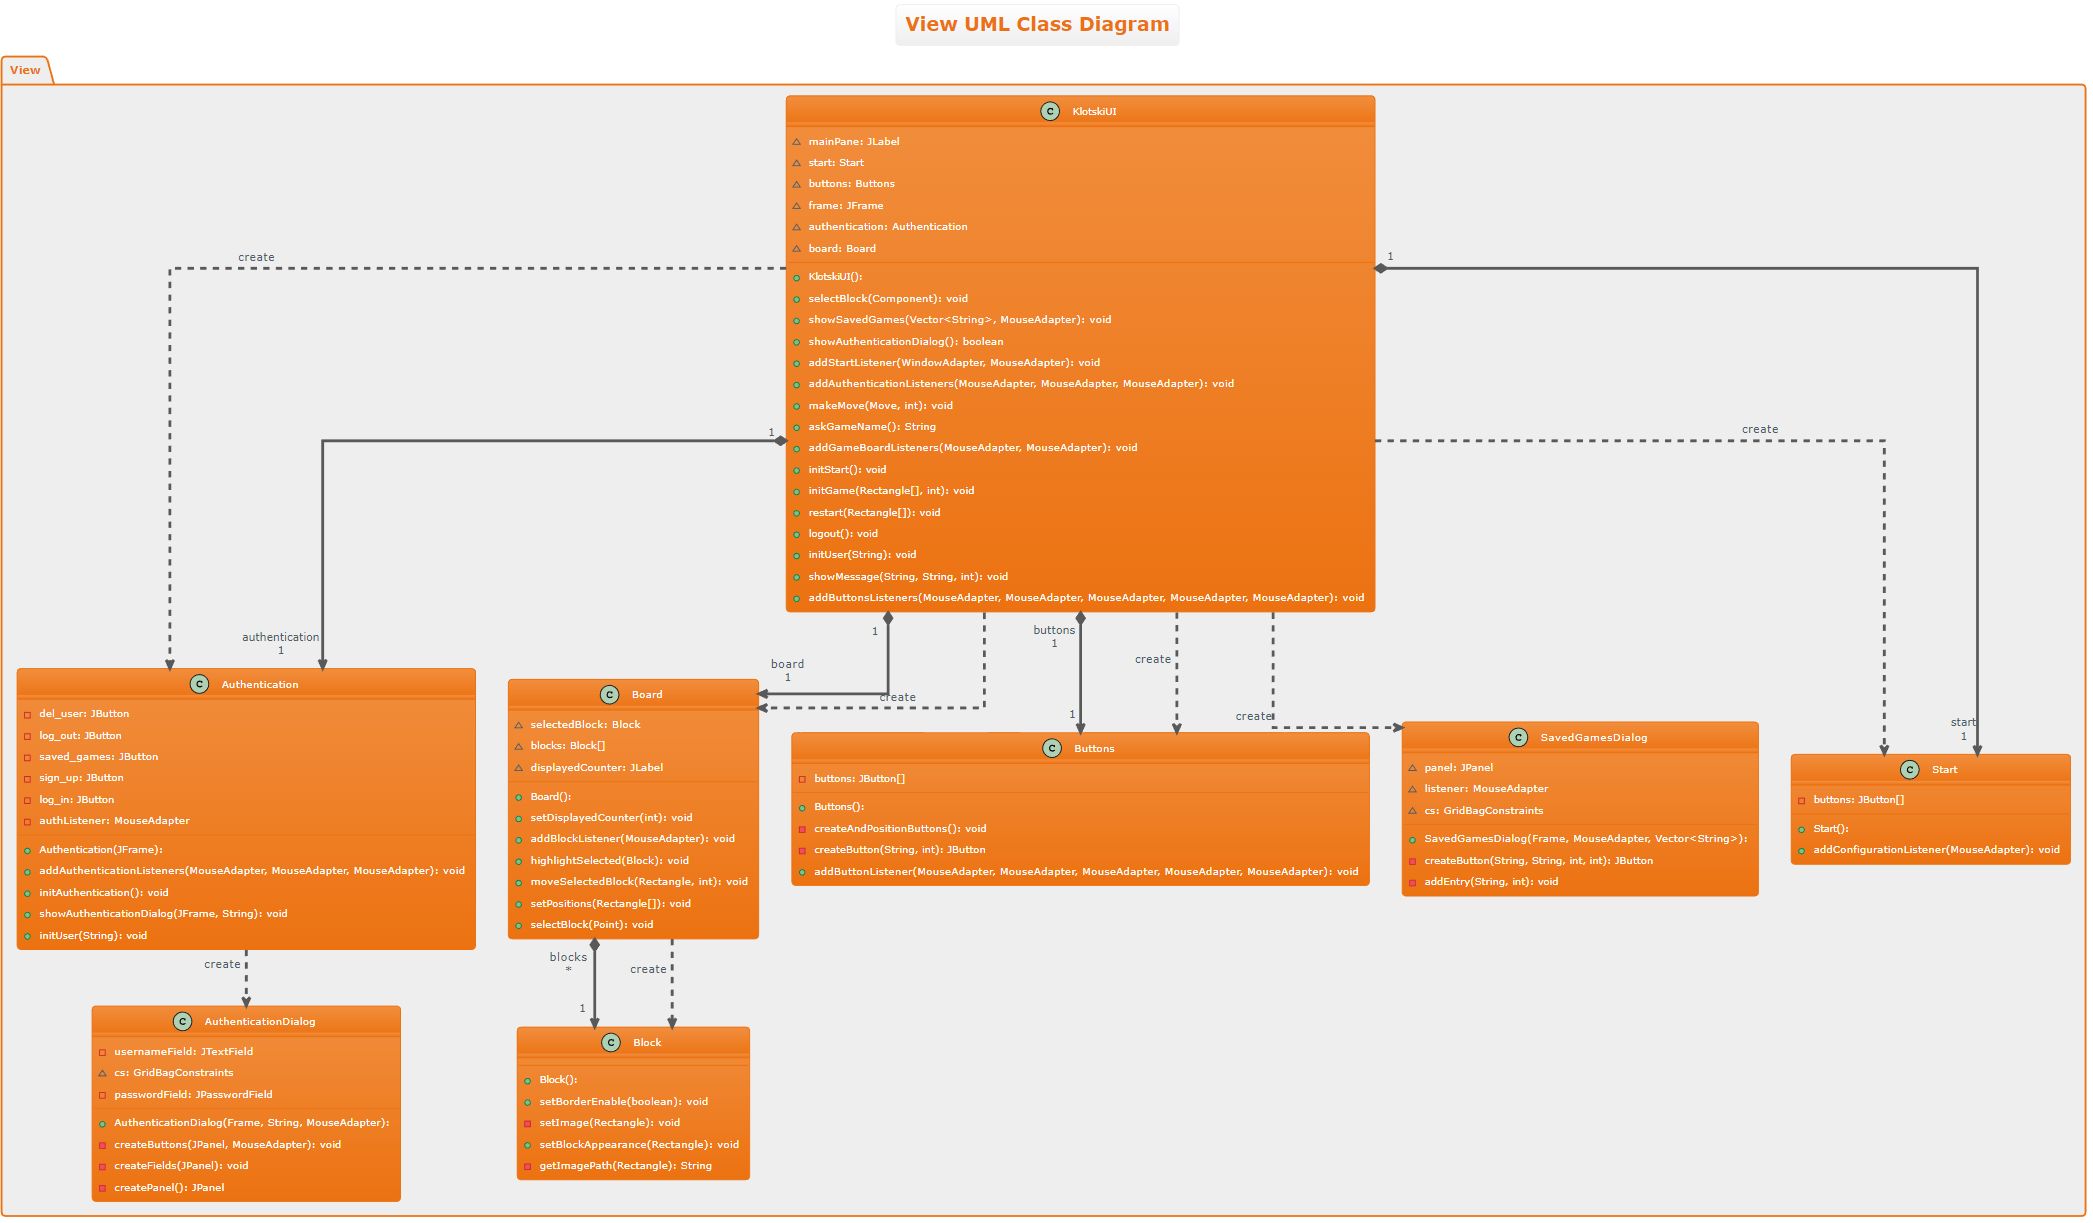 View UML Class Diagram
View
KlotskiUI
mainPane: JLabel
start: Start
buttons: Buttons
frame: JFrame
authentication: Authentication
board: Board
KlotskiUI():
selectBlock(Component): void
showSavedGames(Vector<String>, MouseAdapter): void
showAuthenticationDialog(): boolean
addStartListener(WindowAdapter, MouseAdapter): void
addAuthenticationListeners(MouseAdapter, MouseAdapter, MouseAdapter): void
makeMove(Move, int): void
askGameName(): String
addGameBoardListeners(MouseAdapter, MouseAdapter): void
initStart(): void
initGame(Rectangle[], int): void
restart(Rectangle[]): void
logout(): void
initUser(String): void
showMessage(String, String, int): void
addButtonsListeners(MouseAdapter, MouseAdapter, MouseAdapter, MouseAdapter, MouseAdapter): void
create
1
1
create
authentication
1
1
board
1
create
buttons
1
1
create
create
start
1
Authentication
del_user: JButton
log_out: JButton
saved_games: JButton
sign_up: JButton
log_in: JButton
authListener: MouseAdapter
Authentication(JFrame):
addAuthenticationListeners(MouseAdapter, MouseAdapter, MouseAdapter): void
initAuthentication(): void
showAuthenticationDialog(JFrame, String): void
initUser(String): void
Board
selectedBlock: Block
blocks: Block[]
displayedCounter: JLabel
Board():
setDisplayedCounter(int): void
addBlockListener(MouseAdapter): void
highlightSelected(Block): void
moveSelectedBlock(Rectangle, int): void
setPositions(Rectangle[]): void
selectBlock(Point): void
Buttons
buttons: JButton[]
Buttons():
createAndPositionButtons(): void
createButton(String, int): JButton
addButtonListener(MouseAdapter, MouseAdapter, MouseAdapter, MouseAdapter, MouseAdapter): void
SavedGamesDialog
panel: JPanel
listener: MouseAdapter
cs: GridBagConstraints
SavedGamesDialog(Frame, MouseAdapter, Vector<String>):
createButton(String, String, int, int): JButton
addEntry(String, int): void
Start
buttons: JButton[]
Start():
addConfigurationListener(MouseAdapter): void
create
blocks
*
create
1
AuthenticationDialog
usernameField: JTextField
cs: GridBagConstraints
passwordField: JPasswordField
AuthenticationDialog(Frame, String, MouseAdapter):
createButtons(JPanel, MouseAdapter): void
createFields(JPanel): void
createPanel(): JPanel
Block
Block():
setBorderEnable(boolean): void
setImage(Rectangle): void
setBlockAppearance(Rectangle): void
getImagePath(Rectangle): String